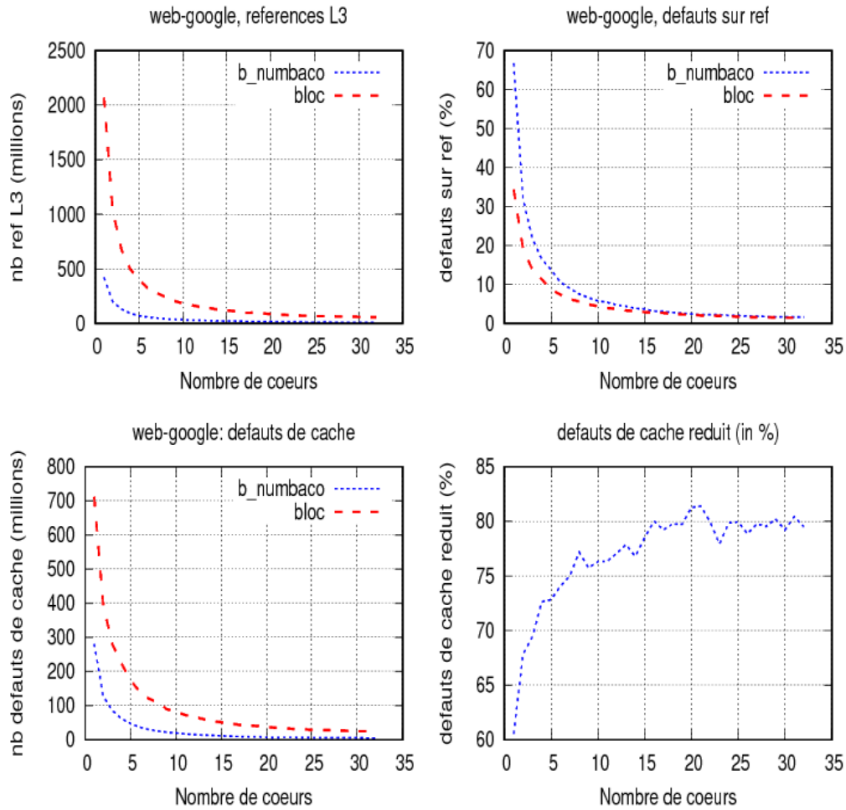 web-google, references L3
nb ref L3 (millions)
2500
2000
1500
1000
500
0
b_numbaco
bloc
0 5 10 15 20 25 30 35
Nombre de coeurs
web-google, defauts sur ref
defauts sur ref (%)
70
60
50
40
30
20
10
0
b_numbaco
bloc
0 5 10 15 20 25 30 35
Nombre de coeurs
web-google: defauts de cache
nb defauts de cache (millions)
800
700
600
500
400
300
200
100
0
b_numbaco
bloc
0 5 10 15 20 25 30 35
Nombre de coeurs
defauts de cache reduit (in %)
defauts de cache reduit (%)
85
80
75
70
65
60
0 5 10 15 20 25 30 35
Nombre de coeurs